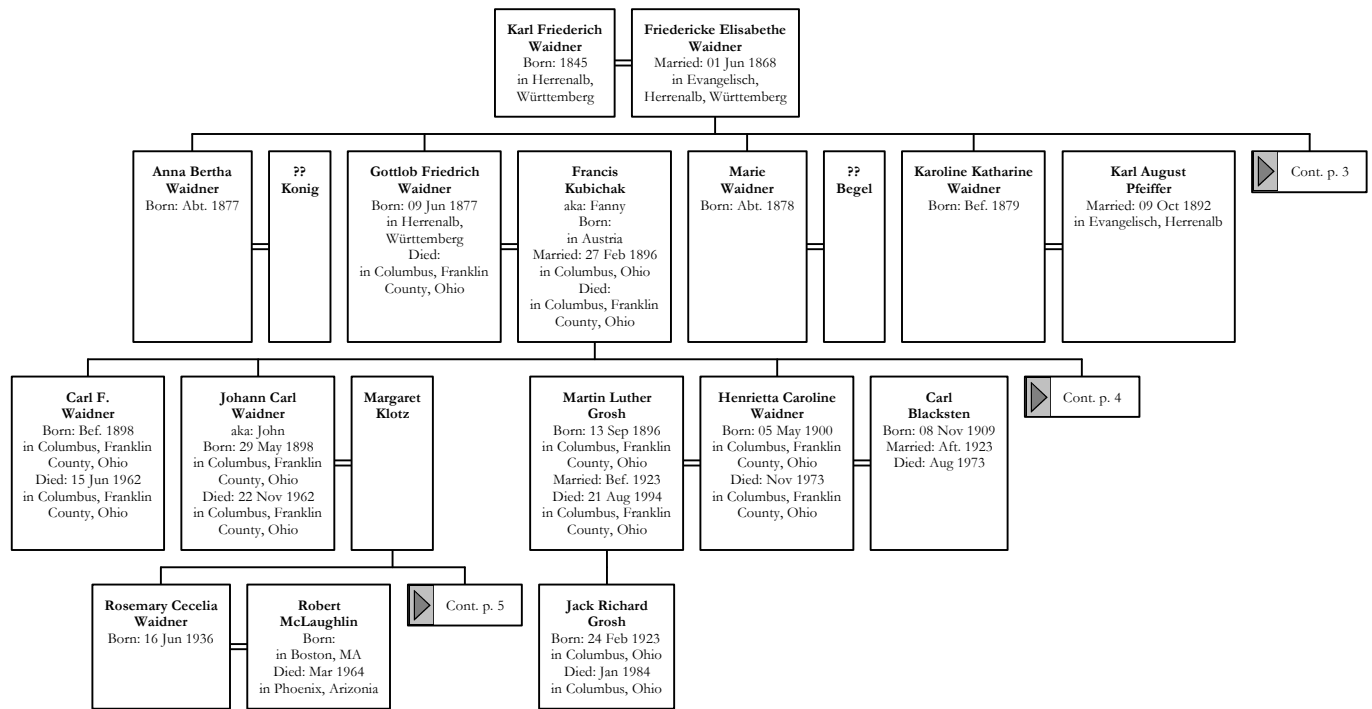 Karl Friederich
Waidner
Born: 1845
in Herrenalb,
Württemberg
Friedericke Elisabethe
Waidner
Married: 01 Jun 1868
in Evangelisch,
Herrenalb, Württemberg
Anna Bertha
Waidner
Born: Abt. 1877
??
Konig
Gottlob Friedrich
Waidner
Born: 09 Jun 1877
in Herrenalb,
Württemberg
Died:
in Columbus, Franklin
County, Ohio
Francis
Kubichak
aka: Fanny
Born:
in Austria
Married: 27 Feb 1896
in Columbus, Ohio
Died:
in Columbus, Franklin
County, Ohio
Marie
Waidner
Born: Abt. 1878
??
Begel
Karoline Katharine
Waidner
Born: Bef. 1879
Karl August
Pfeiffer
Married: 09 Oct 1892
in Evangelisch, Herrenalb
Cont. p. 3
Carl F.
Waidner
Born: Bef. 1898
in Columbus, Franklin
County, Ohio
Died: 15 Jun 1962
in Columbus, Franklin
County, Ohio
Johann Carl
Waidner
aka: John
Born: 29 May 1898
in Columbus, Franklin
County, Ohio
Died: 22 Nov 1962
in Columbus, Franklin
County, Ohio
Margaret
Klotz
Martin Luther
Grosh
Born: 13 Sep 1896
in Columbus, Franklin
County, Ohio
Married: Bef. 1923
Died: 21 Aug 1994
in Columbus, Franklin
County, Ohio
Henrietta Caroline
Waidner
Born: 05 May 1900
in Columbus, Franklin
County, Ohio
Died: Nov 1973
in Columbus, Franklin
County, Ohio
Carl
Blacksten
Born: 08 Nov 1909
Married: Aft. 1923
Died: Aug 1973
Cont. p. 4
Rosemary Cecelia
Waidner
Born: 16 Jun 1936
Robert
McLaughlin
Born:
in Boston, MA
Died: Mar 1964
in Phoenix, Arizonia
Cont. p. 5
Jack Richard
Grosh
Born: 24 Feb 1923
in Columbus, Ohio
Died: Jan 1984
in Columbus, Ohio